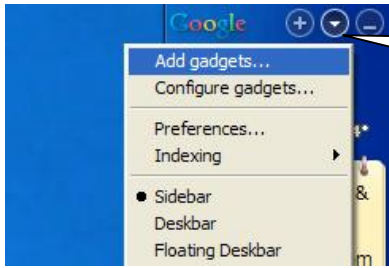 Google
Add gadgets...
Configure gadgets...
Preferences...
Indexing
Sidebar
&
Deskbar
Floating Deskbar
m